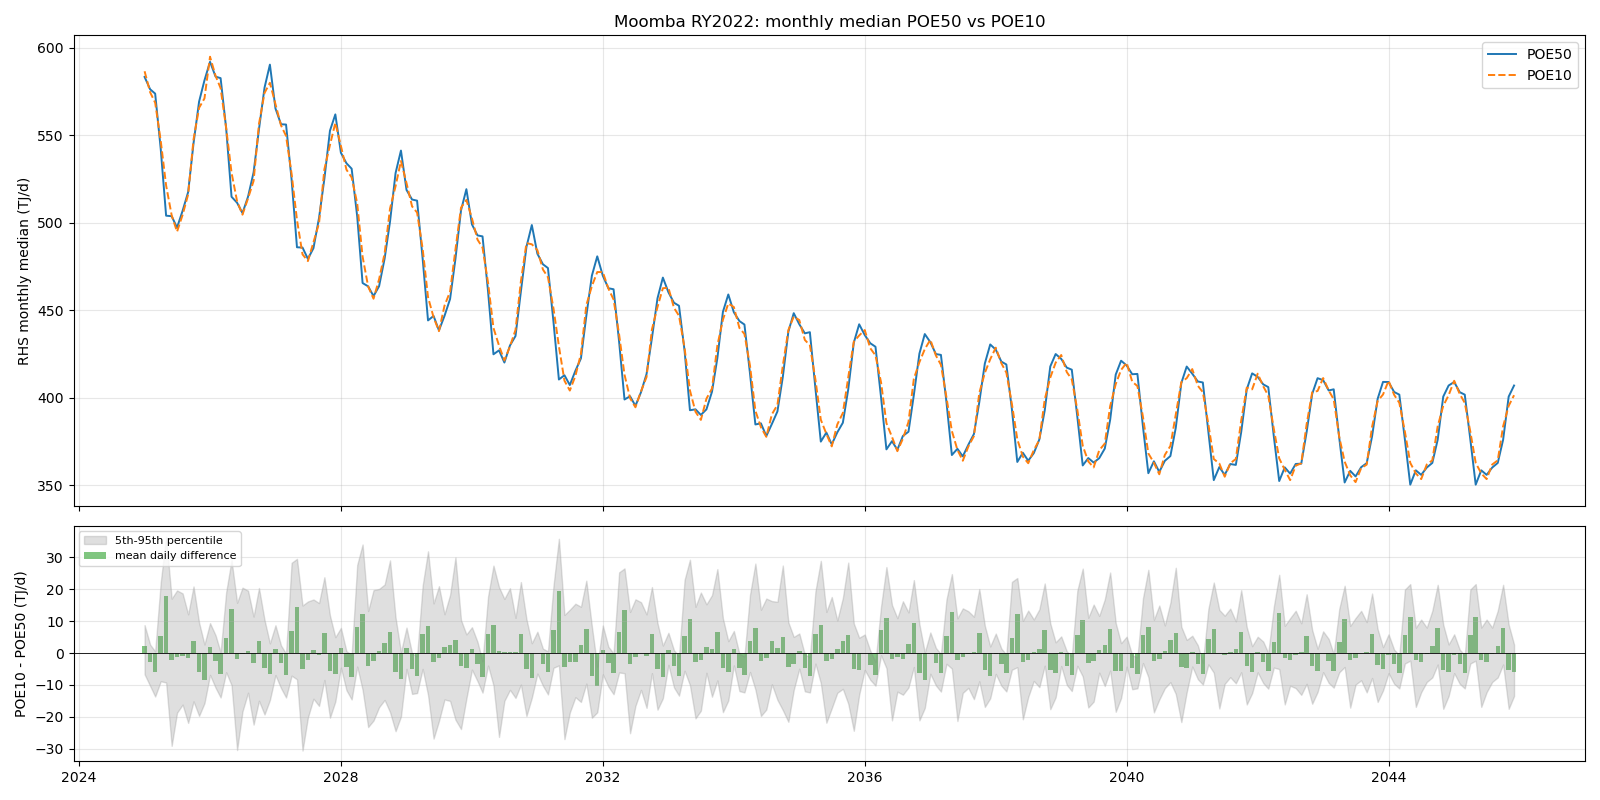 Moomba RY2022: monthly median POE50 vs POE10
RHS monthly median (TJ/d)
600
550
500
450
400
350
POE50
POE10
POE10 - POE50 (TJ/d)
30
20
10
0
−10
−20
−30
5th-95th percentile
mean daily difference
2024
2028
2032
2036
2040
2044